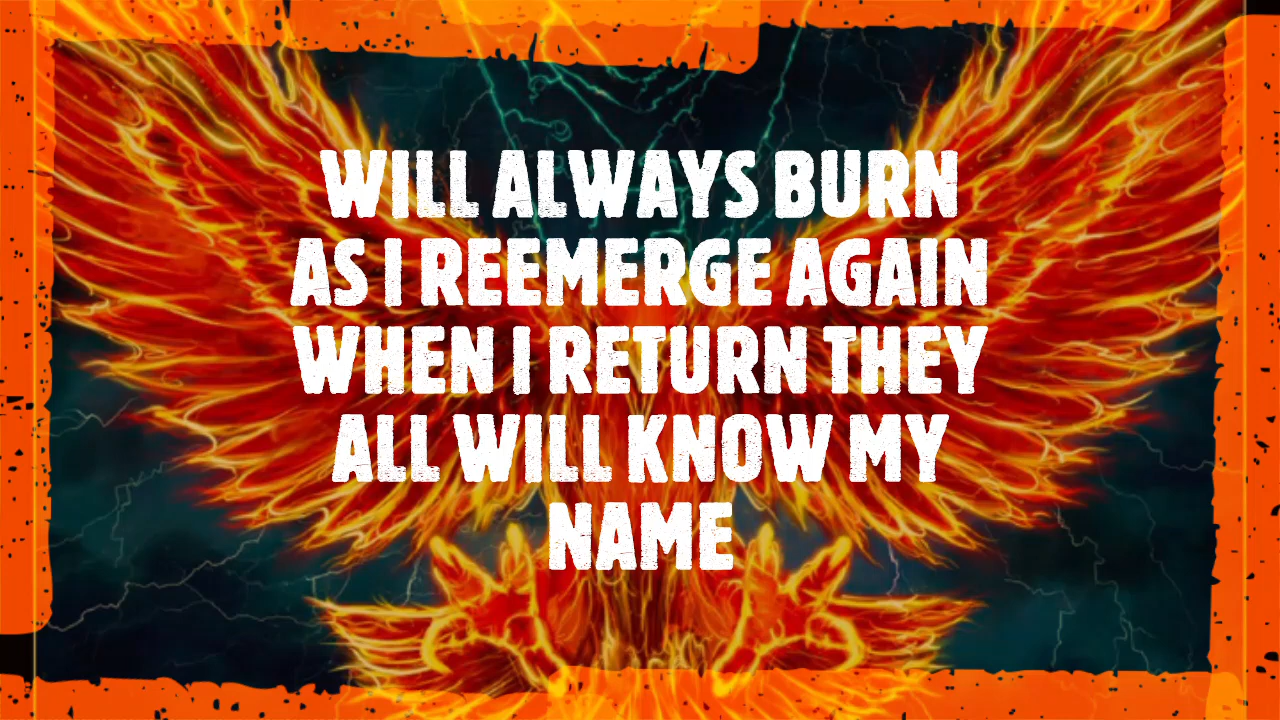 WILL ALWAYS BURN
AS I REEMERGE AGAIN
WHEN I RETURN THEY
ALL WILL KNOW MY
NAME